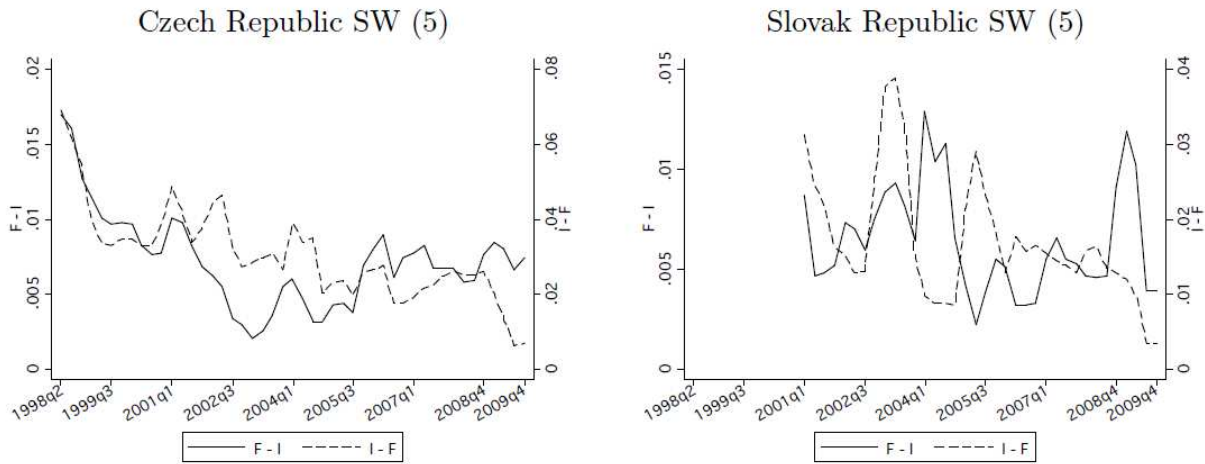 Czech Republic SW (5)
.02
.015
.01
.005
0
F - I
.08
.06
.04
.02
0
I - F
1998q2
1999q3
2001q1
2002q3
2004q1
2005q3
2007q1
2008q4
2009q4
F - I
I - F
Slovak Republic SW (5)
.015
.01
.005
0
F - I
.04
.03
.02
.01
0
I - F
1998q2
1999q3
2001q1
2002q3
2004q1
2005q3
2007q1
2008q4
2009q4
F - I
I - F